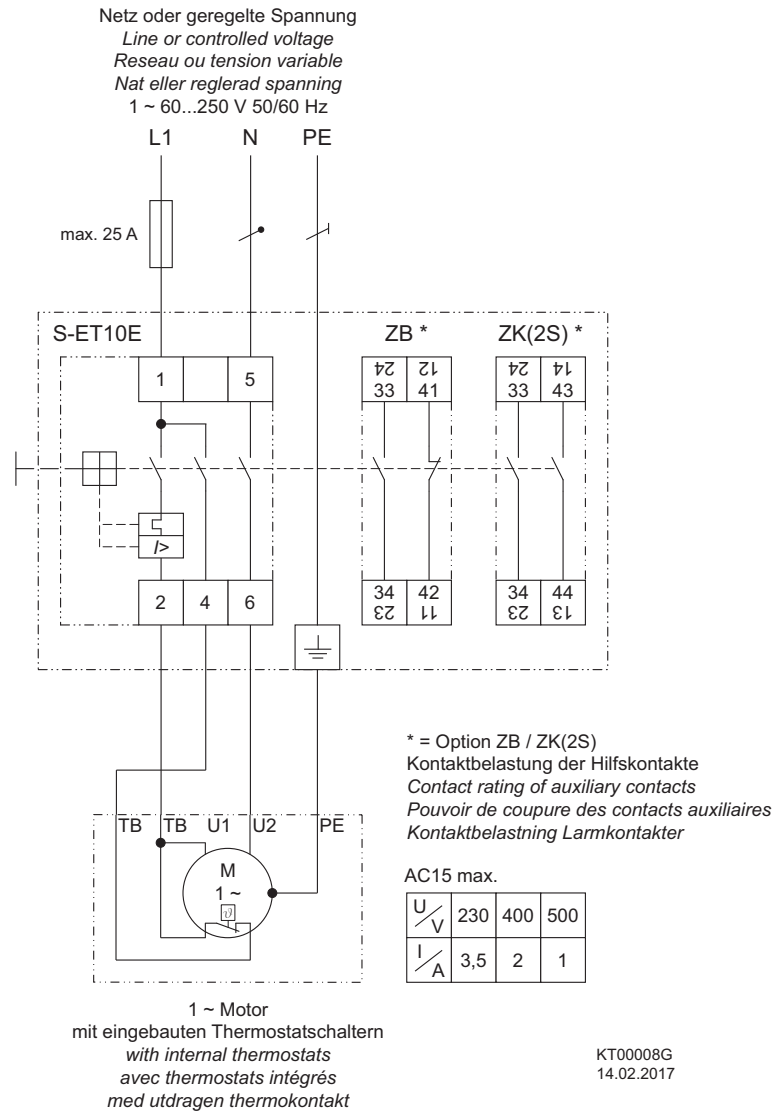 Netz oder geregelte Spannung
Line or controlled voltage
Reseau ou tension variable
Nat eller reglerad spanning
1 ~ 60...250 V 50/60 Hz
L1 N PE
max. 25 A
S-ET10E ZB * ZK(2S) *
24 12 24 14
1 5 33 41 33 43
I>
2 4 6 34 42 34 44
23 11 23 13
* = Option ZB / ZK(2S)
Kontaktbelastung der Hilfskontakte
Contact rating of auxiliary contacts
Pouvoir de coupure des contacts auxiliaires
Kontaktbelastning Larmkontakter
TB TB U1 U2 PE
M
1 ~
ϑ
AC15 max.
U/V 230 400 500
I/A 3,5 2 1
1 ~ Motor
mit eingebauten Thermostatschaltern
with internal thermostats
avec thermostats intégrés
med utdragen thermokontakt
KT00008G
14.02.2017